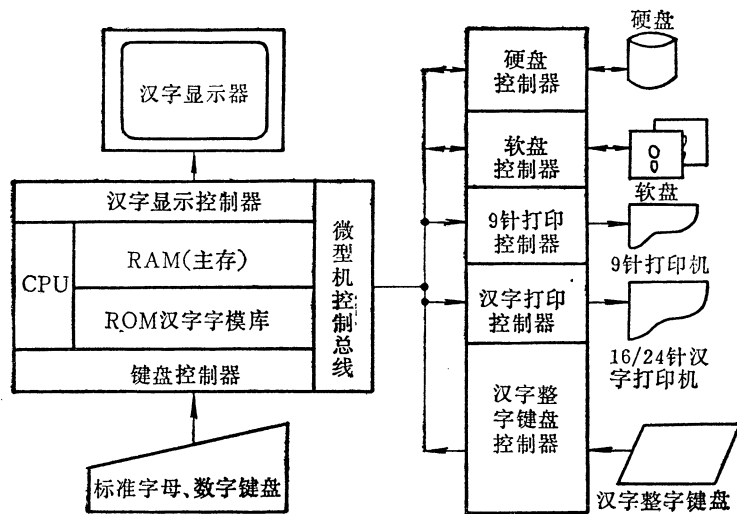 汉字显示器
汉字显示控制器
CPU
RAM(主存)
ROM汉字字模库
键盘控制器
微型机控制总线
标准字母、数字键盘
硬盘
控制器
软盘
控制器
9针打印
控制器
汉字打印
控制器
汉字整
字键盘
控制器
硬盘
软盘
9针打印机
16/24针汉
字打印机
汉字整字键盘